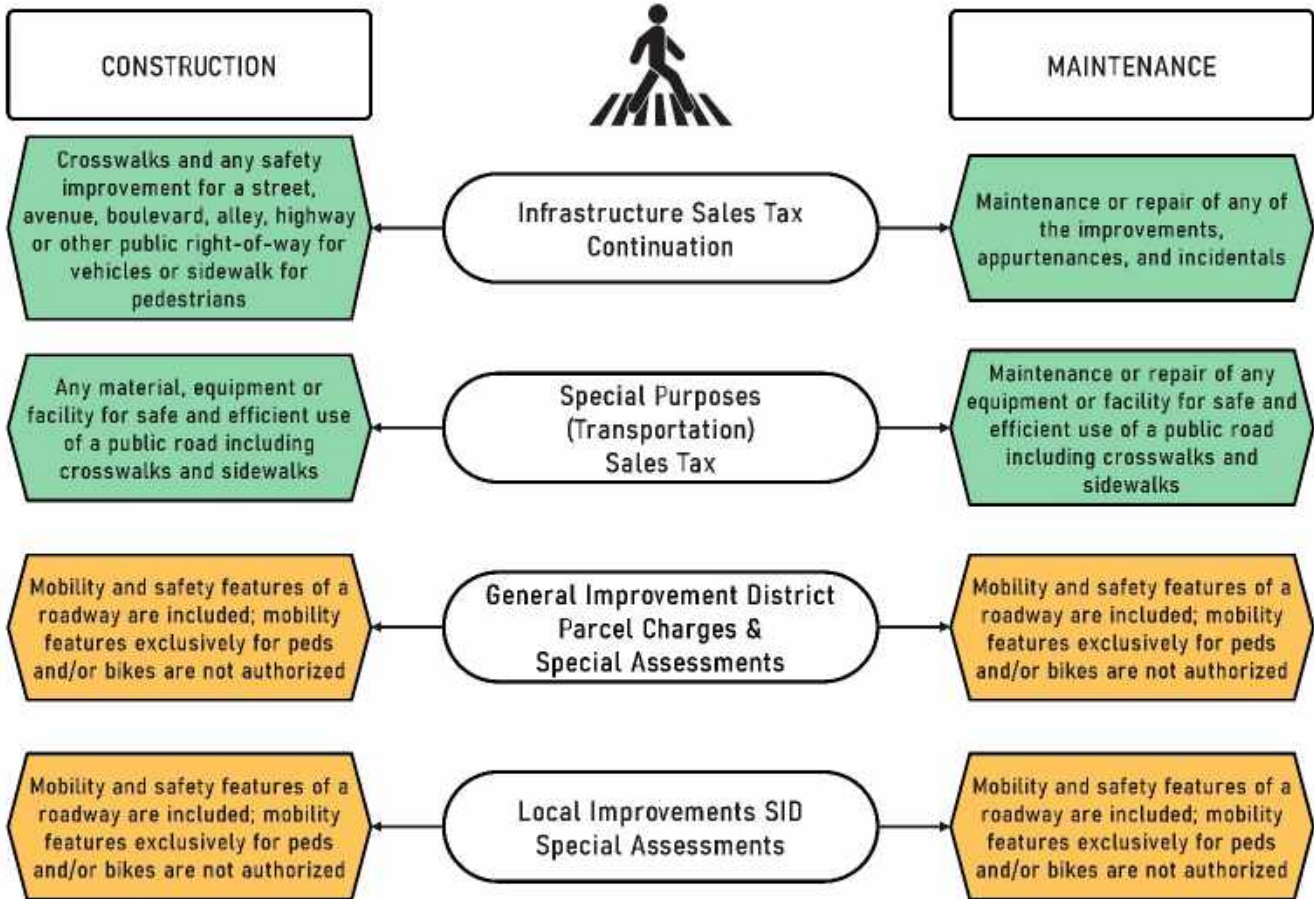 CONSTRUCTION
MAINTENANCE
Crosswalks and any safety
improvement for a street,
avenue, boulevard, alley, highway
or other public right-of-way for
vehicles or sidewalk for
pedestrians
Infrastructure Sales Tax
Continuation
Maintenance or repair of any of
the improvements,
appurtenances, and incidentals
Any material, equipment or
facility for safe and efficient use
of a public road including
crosswalks and sidewalks
Special Purposes
(Transportation)
Sales Tax
Maintenance or repair of any
equipment or facility for safe and
efficient use of a public road
including crosswalks and
sidewalks
Mobility and safety features of a
roadway are included; mobility
features exclusively for peds
and/or bikes are not authorized
General Improvement District
Parcel Charges &
Special Assessments
Mobility and safety features of a
roadway are included; mobility
features exclusively for peds
and/or bikes are not authorized
Mobility and safety features of a
roadway are included; mobility
features exclusively for peds
and/or bikes are not authorized
Local Improvements SID
Special Assessments
Mobility and safety features of a
roadway are included; mobility
features exclusively for peds
and/or bikes are not authorized